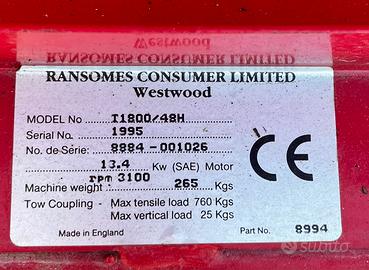 RANSOMES CONSUMER LIMITED
Westwood
MODEL No T1800/48H
Serial No. 1995
No. de Série: 8884-001026
13.4 Kw (SAE) Motor
rpm 3100
Machine weight 265 Kgs
Tow Coupling - Max tensile load 760 Kgs
Max vertical load 25 Kgs
Made in England
Part No. 8994
CE
subito